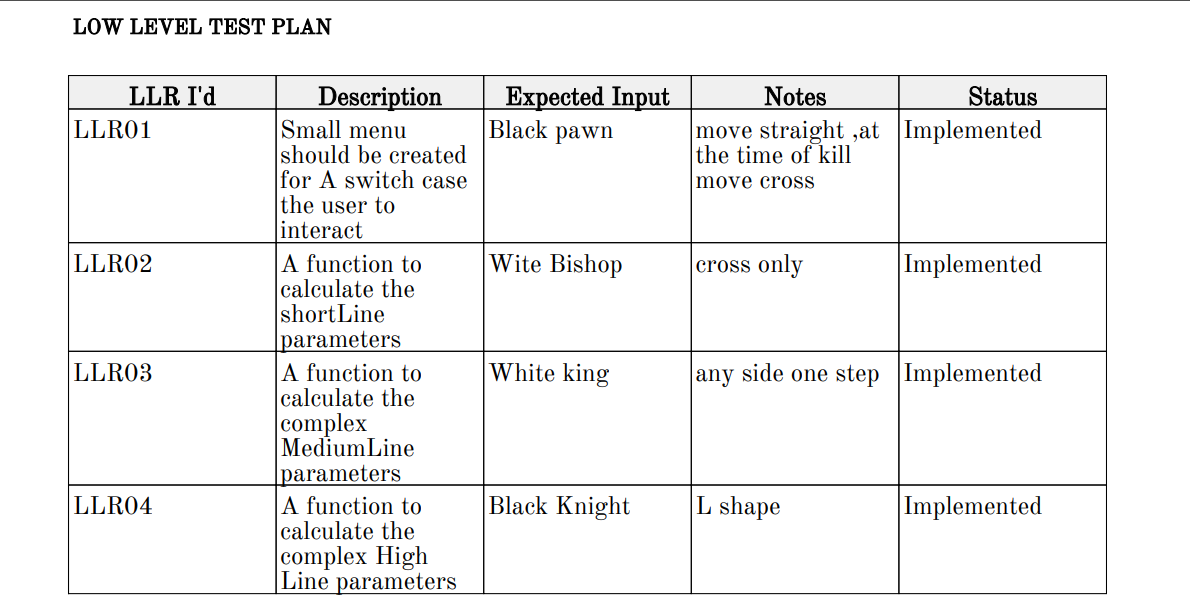 LOW LEVEL TEST PLAN
LLR I'd Description Expected Input Notes Status
LLR01
Small menu
should be created
for A switch case
the user to
interact
Black pawn
move straight ,at
the time of kill
move cross
Implemented
LLR02
A function to
calculate the
shortLine
parameters
Wite Bishop
cross only
Implemented
LLR03
A function to
calculate the
complex
MediumLine
parameters
White king
any side one step
Implemented
LLR04
A function to
calculate the
complex High
Line parameters
Black Knight
L shape
Implemented